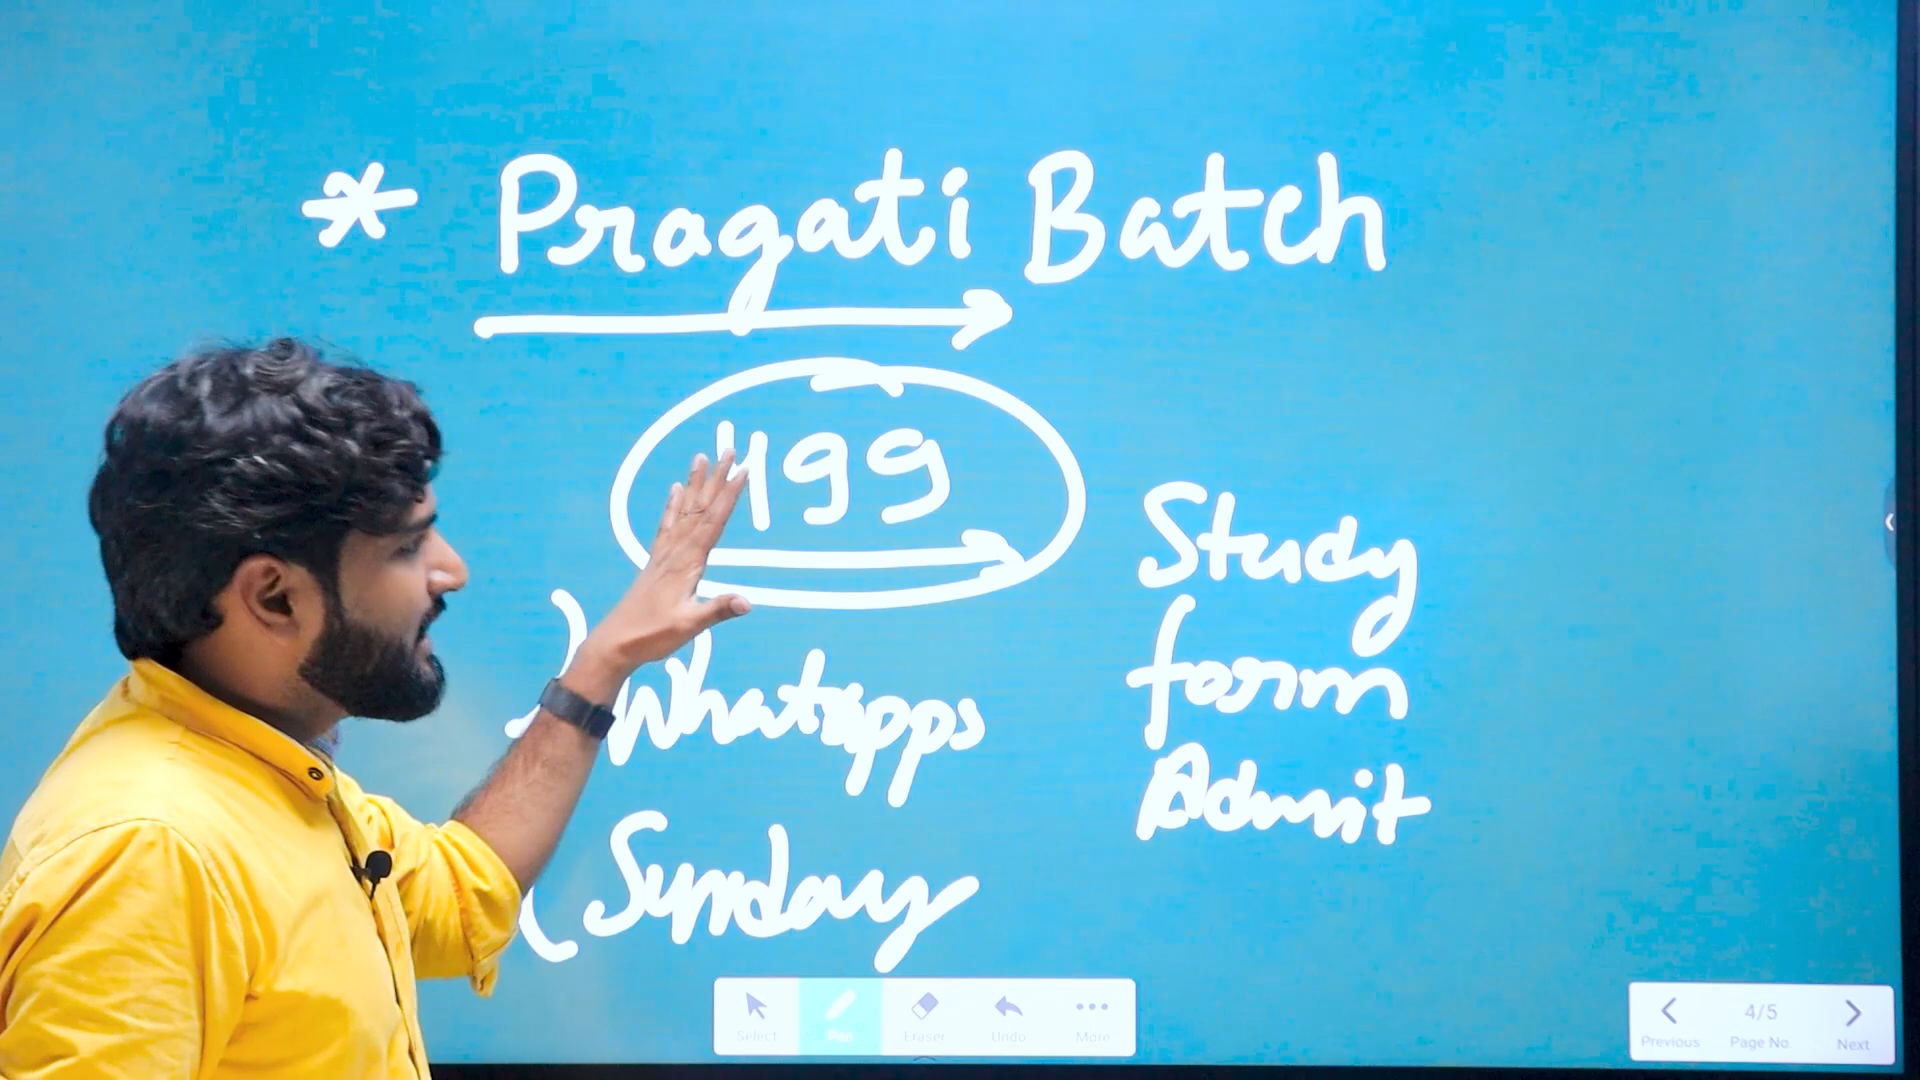 * Pragati Batch
499
Whatsapps
Sunday
Study
form
Admit
Select
Pen
Eraser
Undo
More
Previous
4/5
Page No.
Next